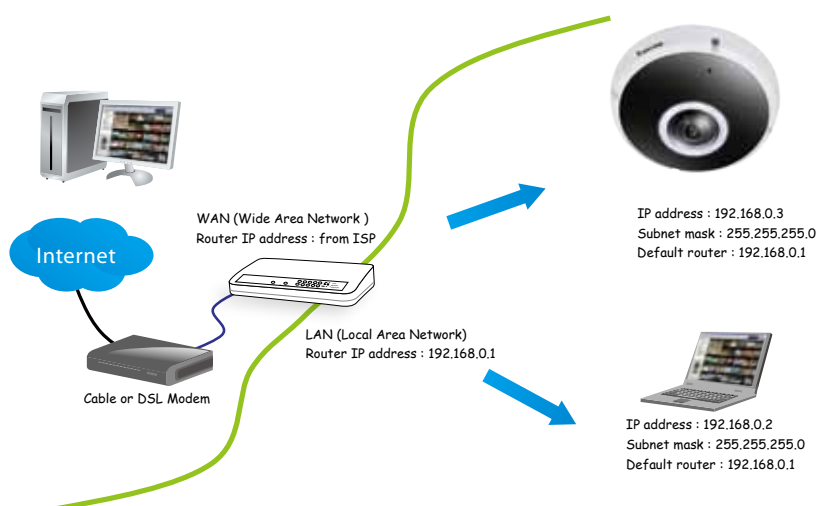 WAN (Wide Area Network )
Router IP address : from ISP
Internet
Cable or DSL Modem
LAN (Local Area Network)
Router IP address : 192.168.0.1
IP address : 192.168.0.3
Subnet mask : 255.255.255.0
Default router : 192.168.0.1
IP address : 192.168.0.2
Subnet mask : 255.255.255.0
Default router : 192.168.0.1